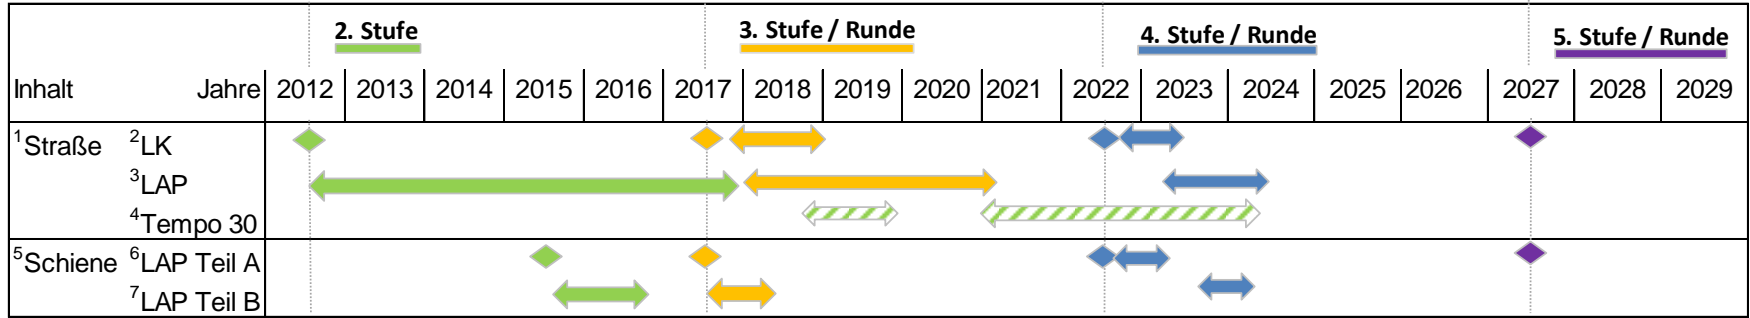 2. Stufe 3. Stufe / Runde 4. Stufe / Runde 5. Stufe / Runde
Inhalt Jahre 2012 2013 2014 2015 2016 2017 2018 2019 2020 2021 2022 2023 2024 2025 2026 2027 2028 2029
¹Straße ²LK
³LAP
⁴Tempo 30
⁵Schiene ⁶LAP Teil A
⁷LAP Teil B